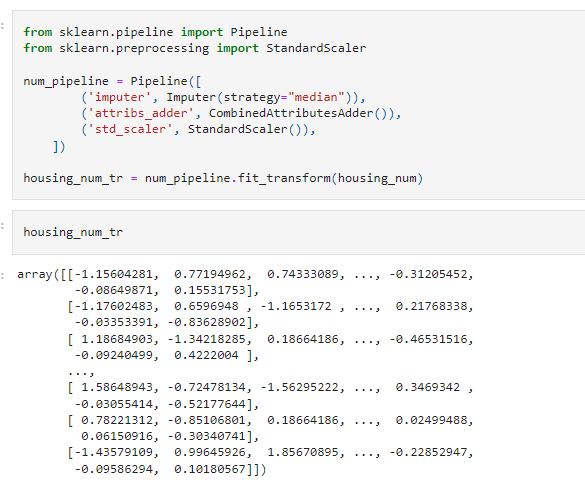 from sklearn.pipeline import Pipeline
from sklearn.preprocessing import StandardScaler
num_pipeline = Pipeline([
        ('imputer', Imputer(strategy="median")),
        ('attribs_adder', CombinedAttributesAdder()),
        ('std_scaler', StandardScaler()),
    ])
housing_num_tr = num_pipeline.fit_transform(housing_num)
housing_num_tr
array([[-1.15604281,  0.77194962,  0.74333089, ..., -0.31205452,
        -0.08649871,  0.15531753],
       [-1.17602483,  0.6596948 , -1.1653172 , ...,  0.21768338,
        -0.03353391, -0.83628902],
       [ 1.18684903, -1.34218285,  0.18664186, ..., -0.46531516,
        -0.09240499,  0.4222004 ],
       ...,
       [ 1.58648943, -0.72478134, -1.56295222, ...,  0.3469342 ,
        -0.03055414, -0.52177644],
       [ 0.78221312, -0.85106801,  0.18664186, ...,  0.02499488,
         0.06150916, -0.30340741],
       [-1.43579109,  0.99645926,  1.85670895, ..., -0.22852947,
        -0.09586294,  0.10180567]])